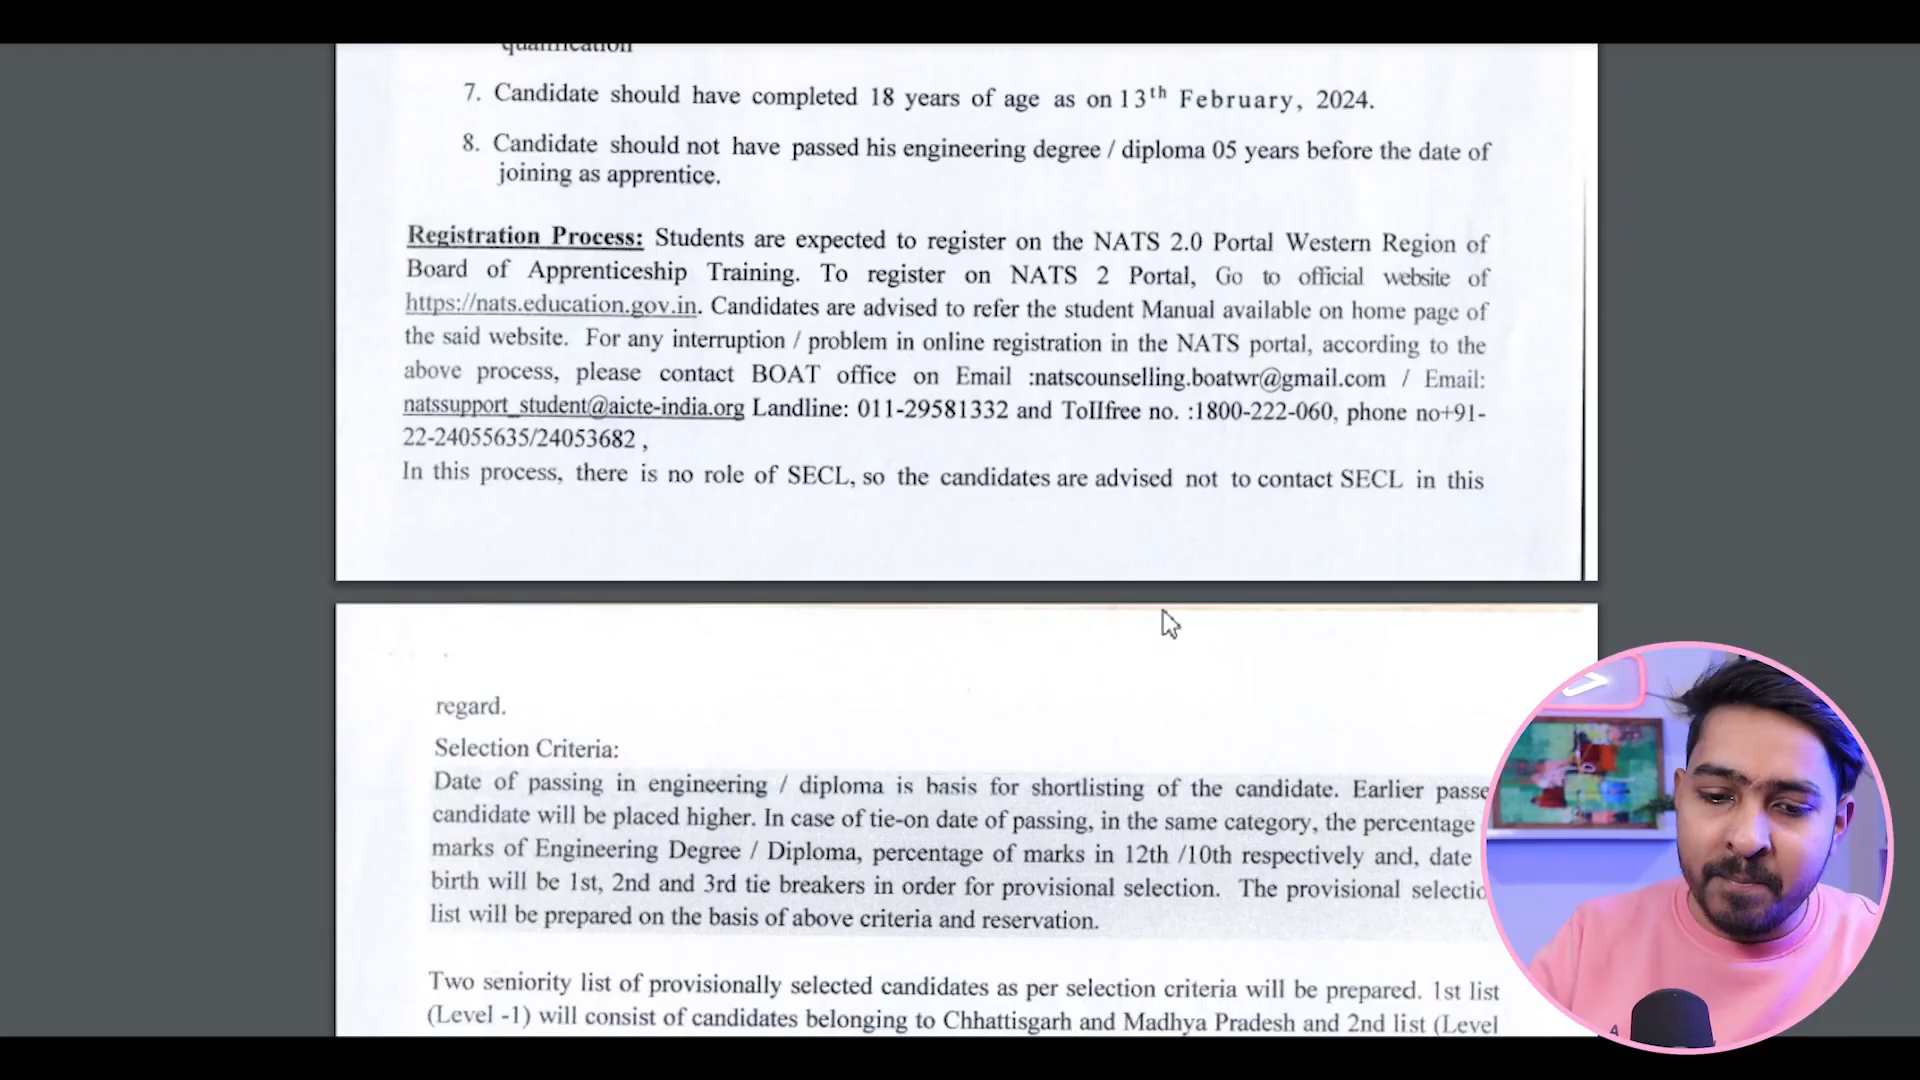 qualification
7. Candidate should have completed 18 years of age as on 13th February, 2024.
8. Candidate should not have passed his engineering degree / diploma 05 years before the date of
joining as apprentice.
Registration Process: Students are expected to register on the NATS 2.0 Portal Western Region of
Board of Apprenticeship Training. To register on NATS 2 Portal, Go to official website of
https://nats.education.gov.in. Candidates are advised to refer the student Manual available on home page of
the said website. For any interruption / problem in online registration in the NATS portal, according to the
above process, please contact BOAT office on Email :natscounselling.boatwr@gmail.com / Email:
natssupport_student@aicte-india.org Landline: 011-29581332 and TolIfree no. :1800-222-060, phone no+91-
22-24055635/24053682 ,
In this process, there is no role of SECL, so the candidates are advised not to contact SECL in this
regard.
Selection Criteria:
Date of passing in engineering / diploma is basis for shortlisting of the candidate. Earlier passe
candidate will be placed higher. In case of tie-on date of passing, in the same category, the percentage
marks of Engineering Degree / Diploma, percentage of marks in 12th /10th respectively and, date
birth will be 1st, 2nd and 3rd tie breakers in order for provisional selection. The provisional selectio
list will be prepared on the basis of above criteria and reservation.
Two seniority list of provisionally selected candidates as per selection criteria will be prepared. 1st list
(Level -1) will consist of candidates belonging to Chhattisgarh and Madhya Pradesh and 2nd list (Level